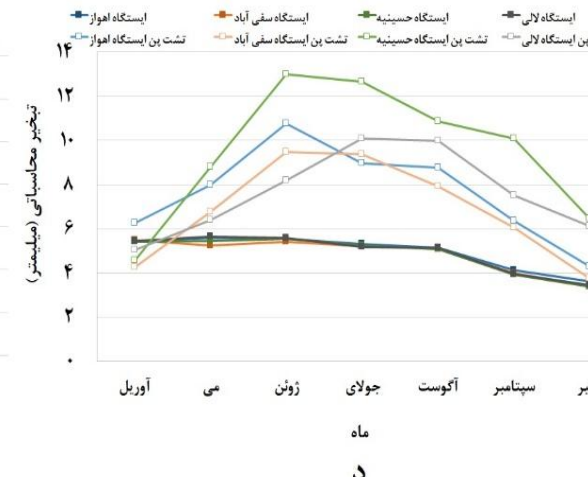 ایستگاه اهواز ایستگاه سفی آباد ایستگاه حسینیه ایستگاه لالی
تشت پن ایستگاه اهواز تشت پن ایستگاه سفی آباد تشت پن ایستگاه حسینیه پن ایستگاه لالی
تبخیر محاسباتی (میلیمتر)
۱۴
۱۲
۱۰
۸
۶
۴
۲
۰
آوریل می ژوئن جولای آگوست سپتامبر
ماه
د